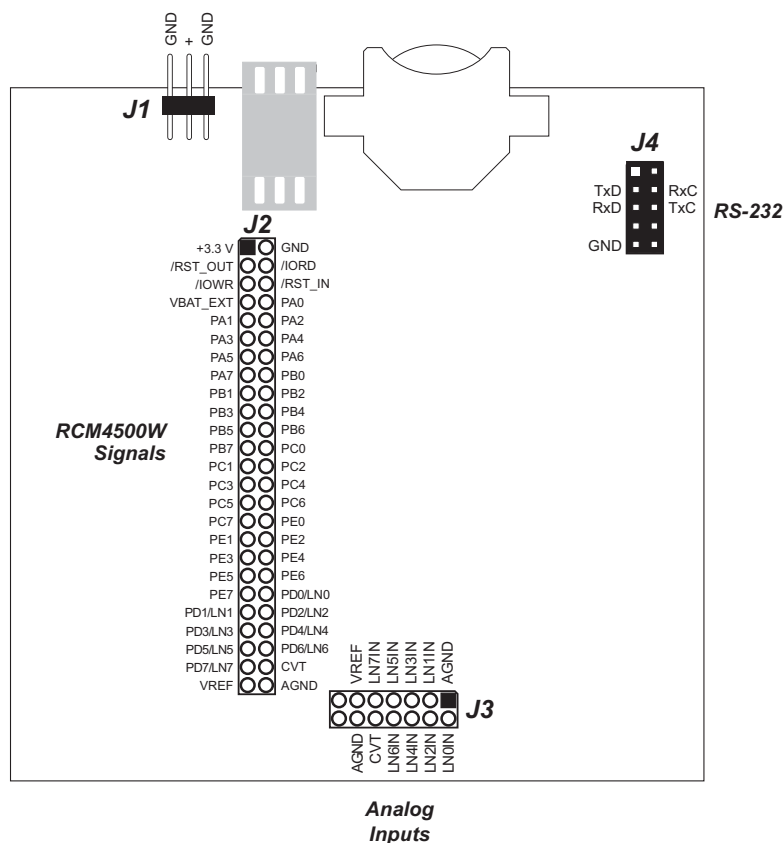 GND
+
GND
J1
J4
TxD RxC
RxD TxC
GND
RS-232
J2
+3.3 V GND
/RST_OUT /IORD
/IOWR /RST_IN
VBAT_EXT PA0
PA1 PA2
PA3 PA4
PA5 PA6
PA7 PB0
PB1 PB2
PB3 PB4
PB5 PB6
PB7 PC0
PC1 PC2
PC3 PC4
PC5 PC6
PC7 PE0
PE1 PE2
PE3 PE4
PE5 PE6
PE7 PD0/LN0
PD1/LN1 PD2/LN2
PD3/LN3 PD4/LN4
PD5/LN5 PD6/LN6
PD7/LN7 CVT
VREF AGND
RCM4500W
Signals
VREF
LN7IN
LN5IN
LN3IN
LN1IN
AGND
J3
AGND
CVT
LN6IN
LN4IN
LN2IN
LN0IN
Analog
Inputs